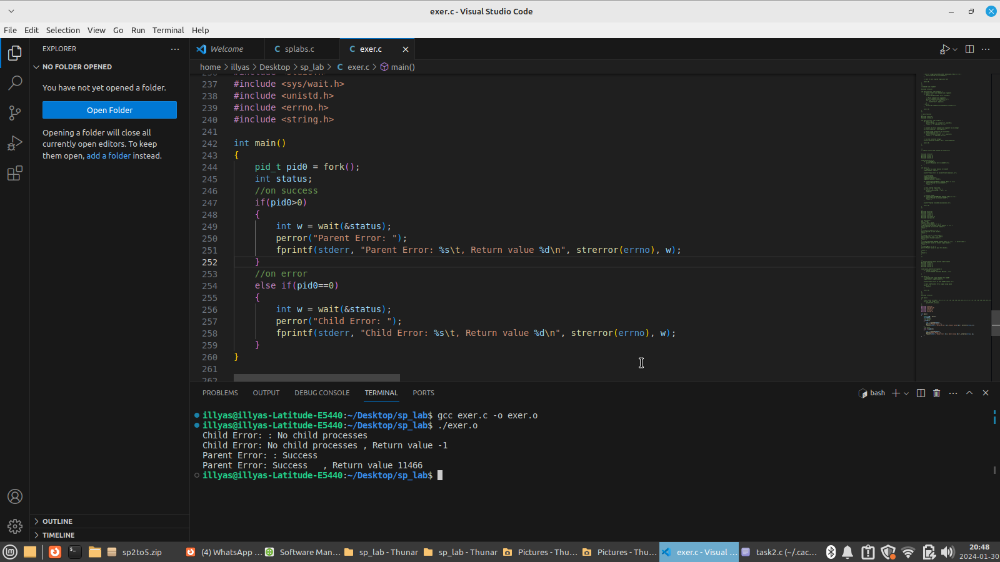 exer.c - Visual Studio Code
File Edit Selection View Go Run Terminal Help
EXPLORER
NO FOLDER OPENED
You have not yet opened a folder.
Open Folder
Opening a folder will close all
currently open editors. To keep
them open, add a folder instead.
OUTLINE
TIMELINE
Welcome splabs.c exer.c
home > illyas > Desktop > sp_lab > C exer.c > main()
237 #include <sys/wait.h>
238 #include <unistd.h>
239 #include <errno.h>
240 #include <string.h>
241
242 int main()
243 {
244 pid_t pid0 = fork();
245 int status;
246 //on success
247 if(pid0>0)
248 {
249 int w = wait(&status);
250 perror("Parent Error: ");
251 fprintf(stderr, "Parent Error: %s\t, Return value %d\n", strerror(errno), w);
252 }
253 //on error
254 else if(pid0==0)
255 {
256 int w = wait(&status);
257 perror("Child Error: ");
258 fprintf(stderr, "Child Error: %s\t, Return value %d\n", strerror(errno), w);
259 }
260 }
261
262
PROBLEMS OUTPUT DEBUG CONSOLE TERMINAL PORTS
bash
illyas@illyas-Latitude-E5440:~/Desktop/sp_lab$ gcc exer.c -o exer.o
illyas@illyas-Latitude-E5440:~/Desktop/sp_lab$ ./exer.o
Child Error: : No child processes
Child Error: No child processes , Return value -1
Parent Error: : Success
Parent Error: Success , Return value 11466
illyas@illyas-Latitude-E5440:~/Desktop/sp_lab$
sp2to5.zip (4) WhatsApp ... Software Man... sp_lab - Thunar sp_lab - Thunar Pictures - Thu... Pictures - Thu... exer.c - Visual ... task2.c (~/.cac...
20:48
2024-01-30